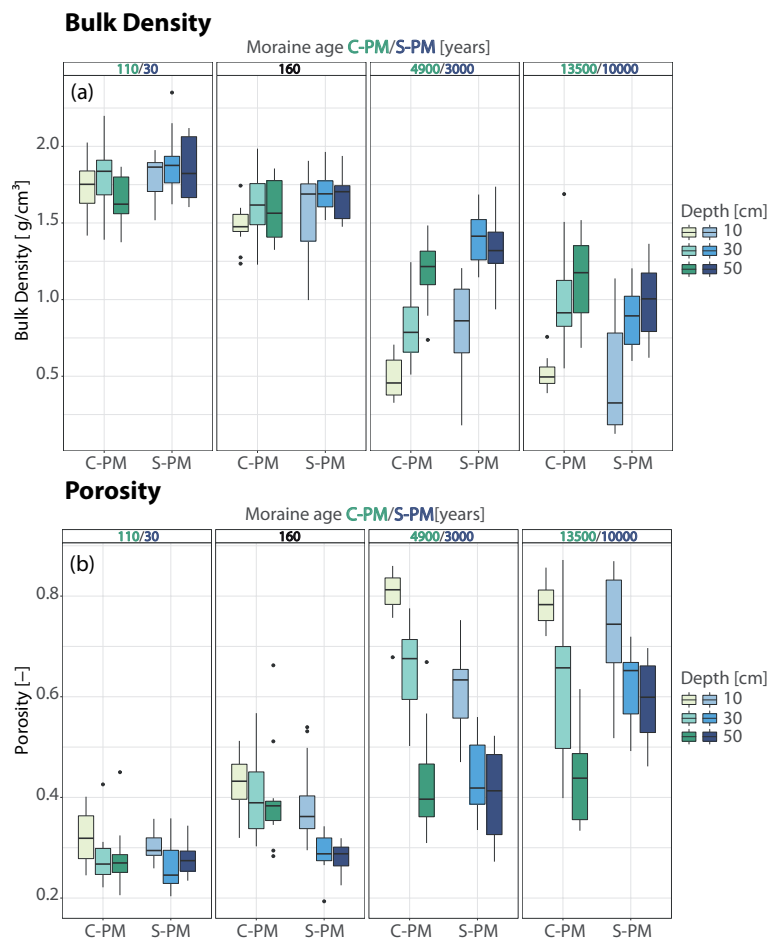 Bulk Density
Moraine age C-PM/S-PM [years]
110/30 160 4900/3000 13500/10000
(a)
2.0
1.5
1.0
0.5
Bulk Density [ g/cm³]
C-PM S-PM C-PM S-PM C-PM S-PM C-PM S-PM
Depth [cm]
10
30
50
Porosity
Moraine age C-PM/S-PM[years]
110/30 160 4900/3000 13500/10000
(b)
0.8
0.6
0.4
0.2
Porosity [–]
C-PM S-PM C-PM S-PM C-PM S-PM C-PM S-PM
Depth [cm]
10
30
50